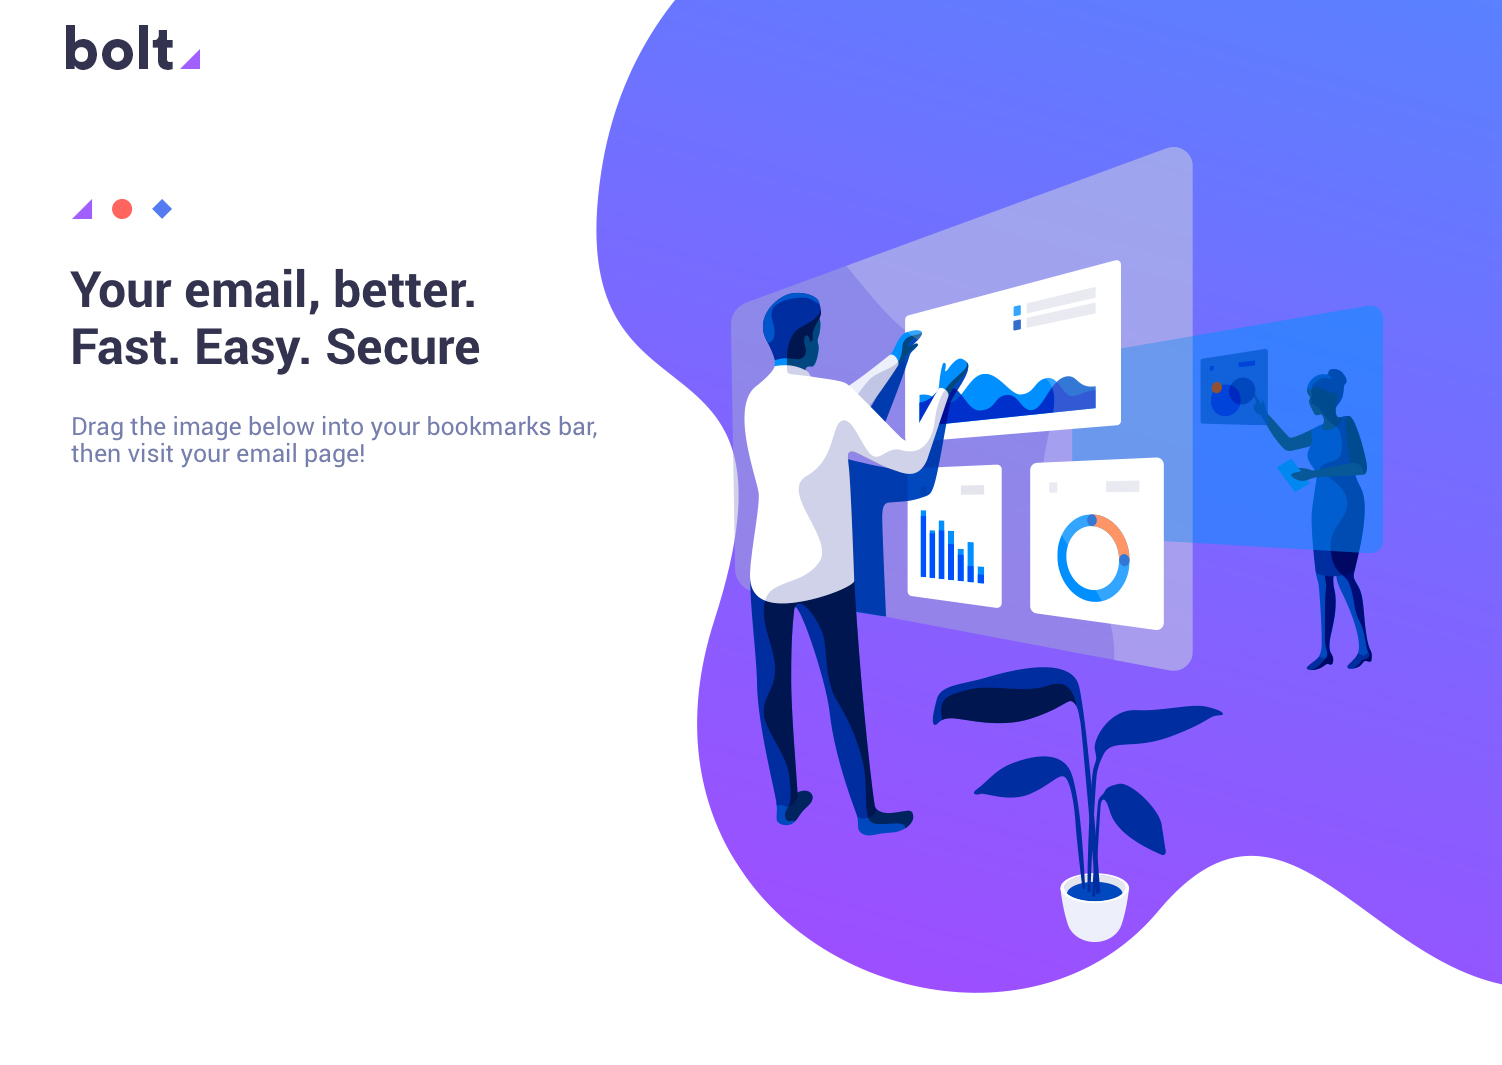 bolt
Your email, better.
Fast. Easy. Secure
Drag the image below into your bookmarks bar,
then visit your email page!